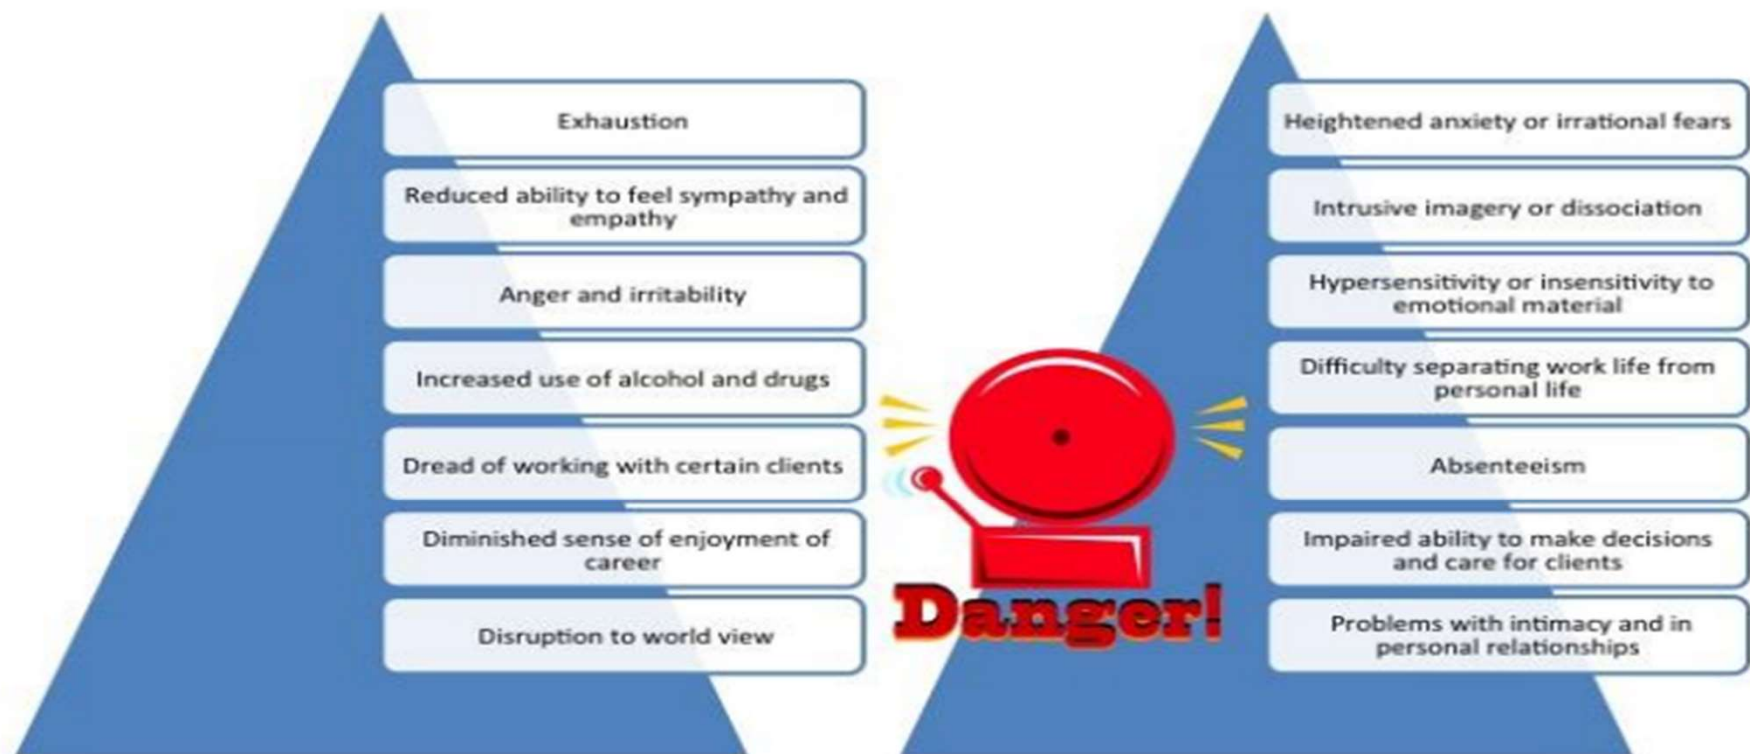 Exhaustion
Reduced ability to feel sympathy and
empathy
Anger and irritability
Increased use of alcohol and drugs
Dread of working with certain clients
Diminished sense of enjoyment of
career
Disruption to world view
Danger!
Heightened anxiety or irrational fears
Intrusive imagery or dissociation
Hypersensitivity or insensitivity to
emotional material
Difficulty separating work life from
personal life
Absenteeism
Impaired ability to make decisions
and care for clients
Problems with intimacy and in
personal relationships